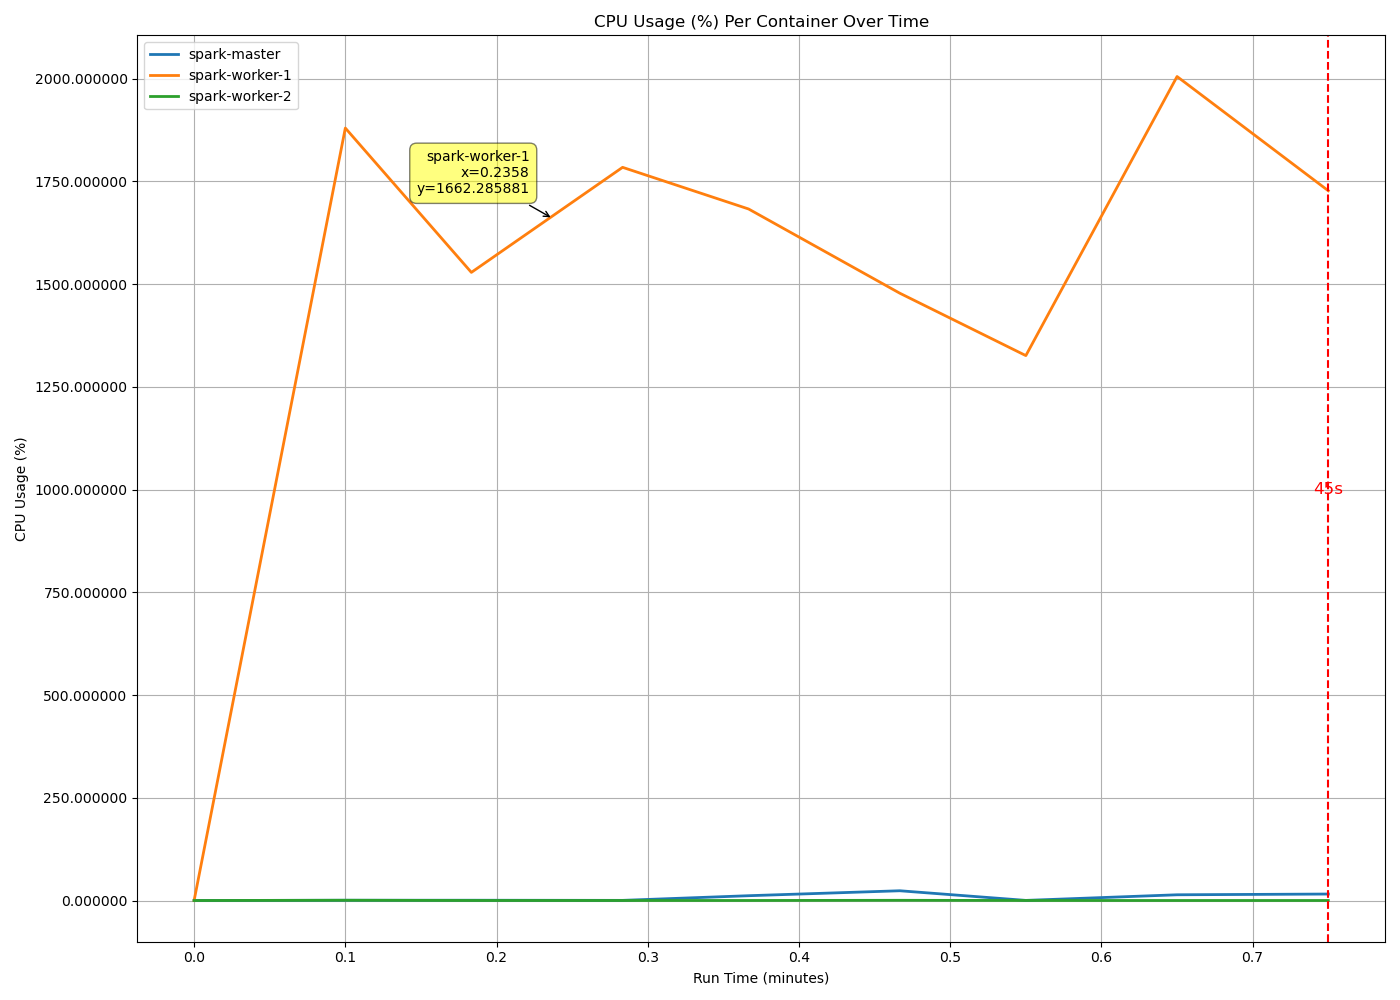 CPU Usage (%) Per Container Over Time
spark-master
spark-worker-1
spark-worker-2
2000.000000
1750.000000
1500.000000
1250.000000
1000.000000
750.000000
500.000000
250.000000
0.000000
CPU Usage (%)
spark-worker-1
x=0.2358
y=1662.285881
45s
0.0
0.1
0.2
0.3
0.4
0.5
0.6
0.7
Run Time (minutes)